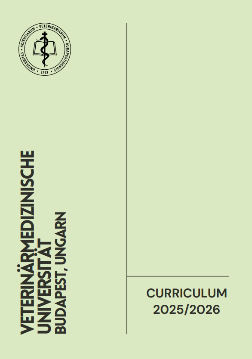 VETERINÄRMEDIZINISCHE
UNIVERSITÄT
BUDAPEST, UNGARN
CURRICULUM
2025/2026